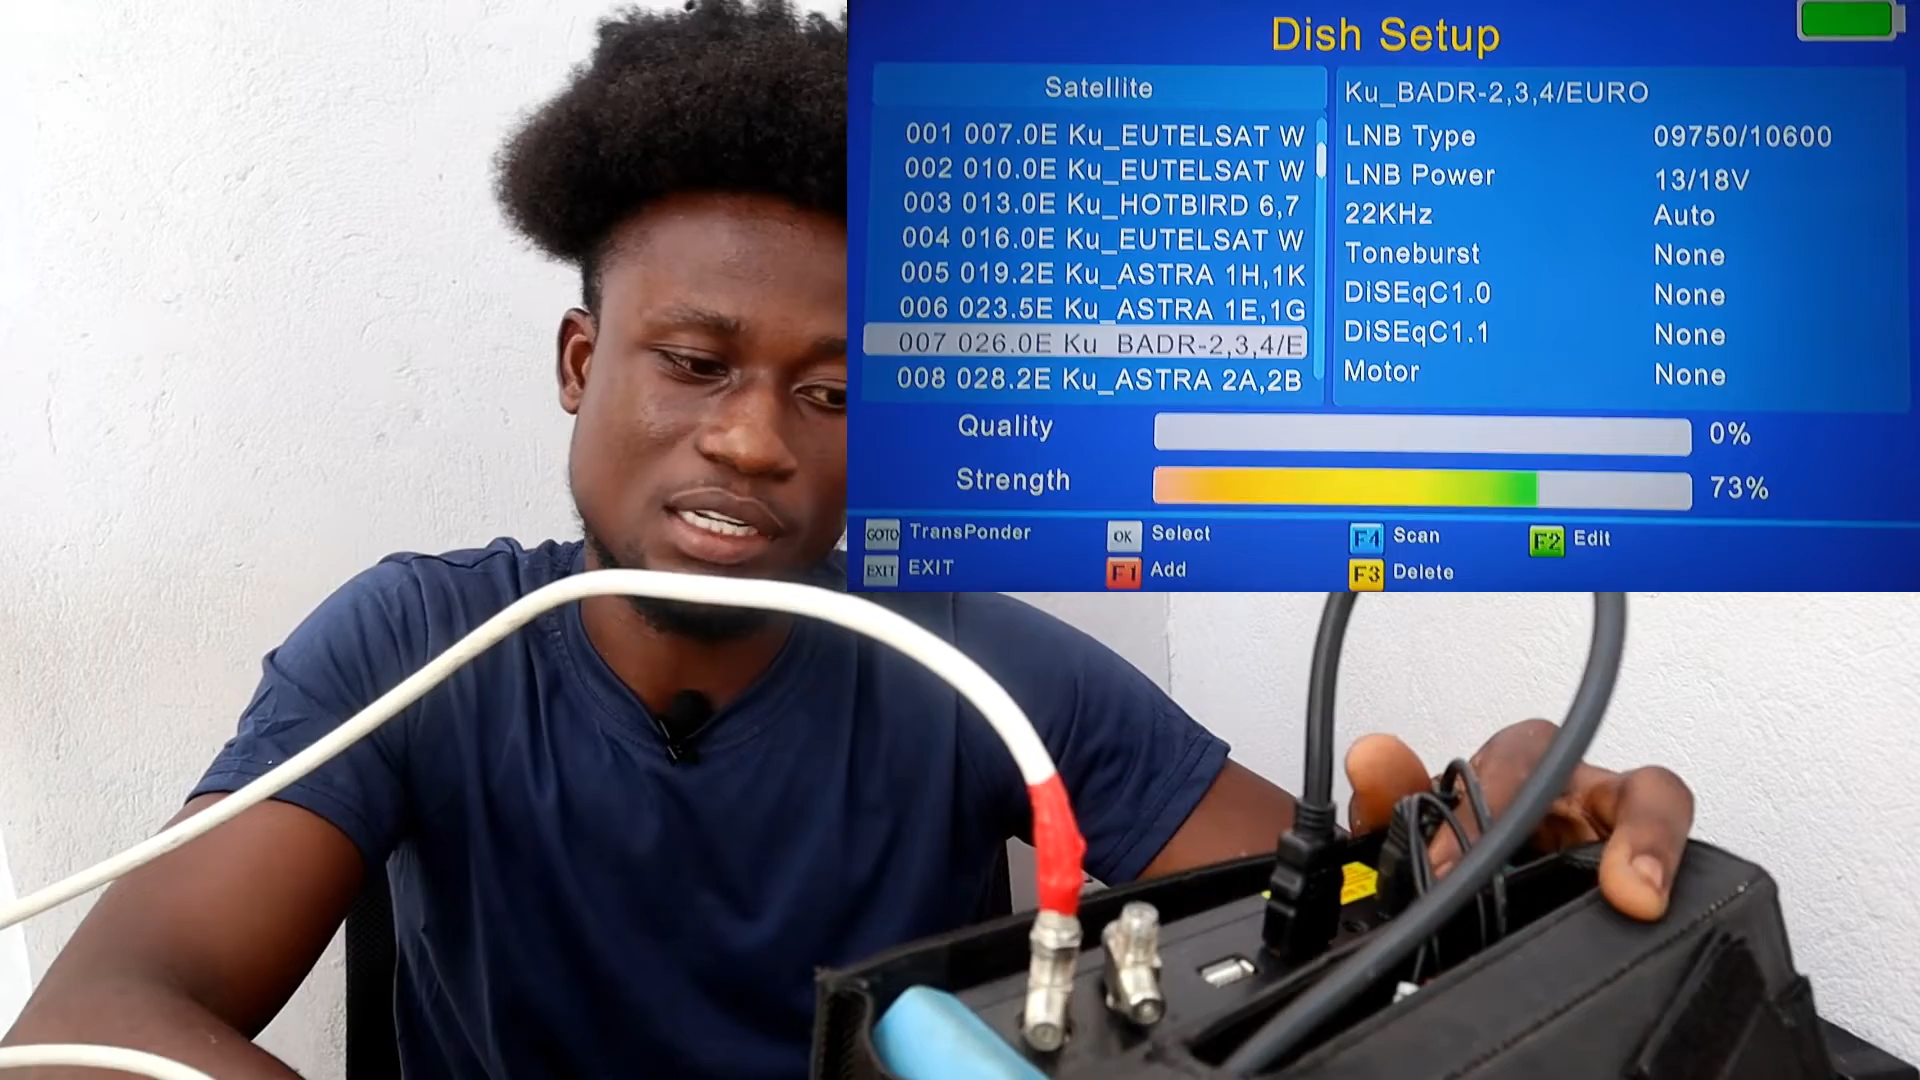 Dish Setup
Satellite
001 007.0E Ku_EUTELSAT W
002 010.0E Ku_EUTELSAT W
003 013.0E Ku_HOTBIRD 6,7
004 016.0E Ku_EUTELSAT W
005 019.2E Ku_ASTRA 1H,1K
006 023.5E Ku_ASTRA 1E,1G
007 026.0E Ku_BADR-2,3,4/E
008 028.2E Ku_ASTRA 2A,2B
Ku_BADR-2,3,4/EURO
LNB Type 09750/10600
LNB Power 13/18V
22KHz Auto
Toneburst None
DiSEqC1.0 None
DiSEqC1.1 None
Motor None
Quality 0%
Strength 73%
GOTO TransPonder OK Select F4 Scan F2 Edit
EXIT EXIT F1 Add F3 Delete